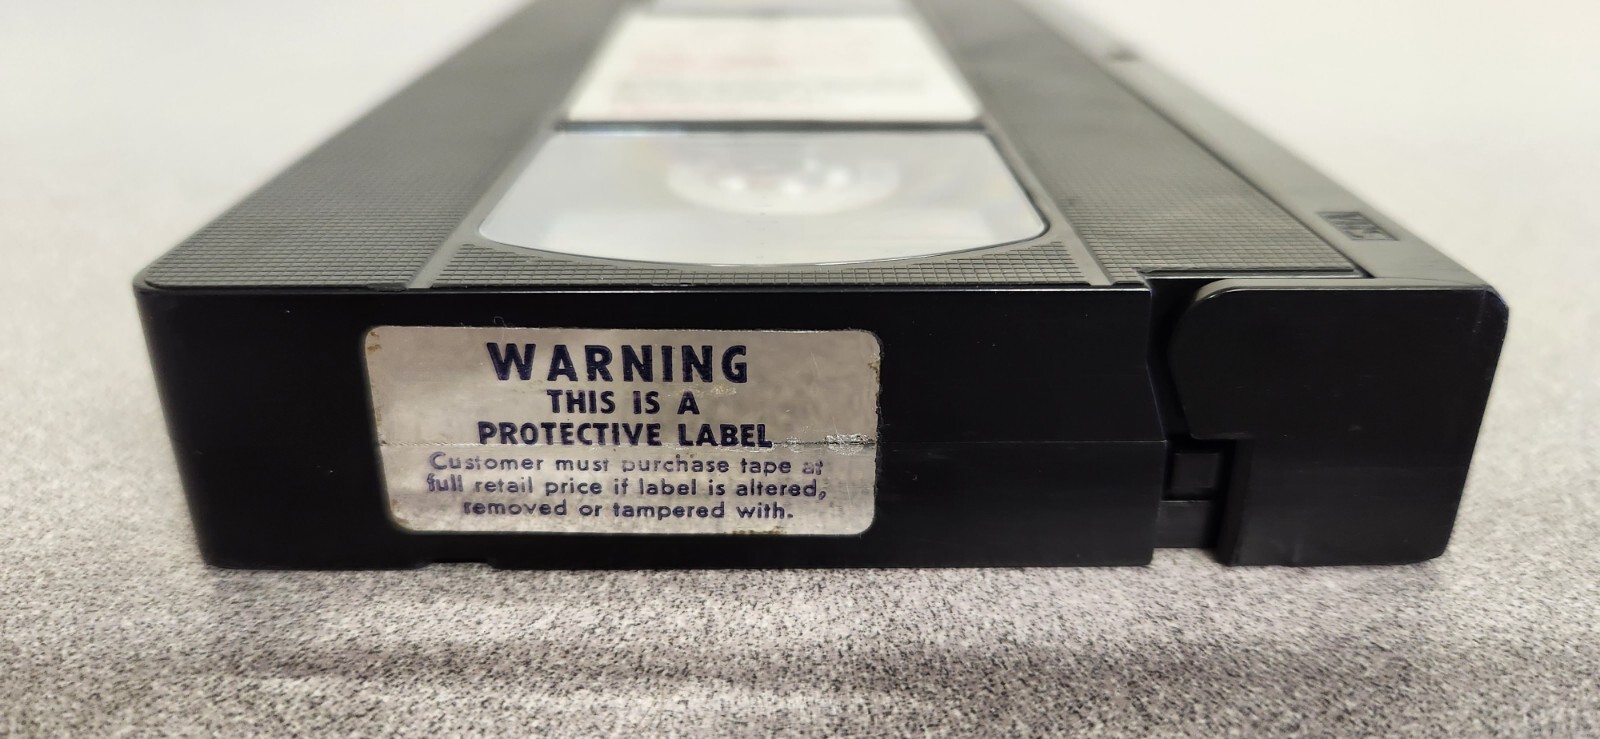 WARNING
THIS IS A
PROTECTIVE LABEL
Customer must purchase tape at
full retail price if label is altered,
removed or tampered with.
VHS